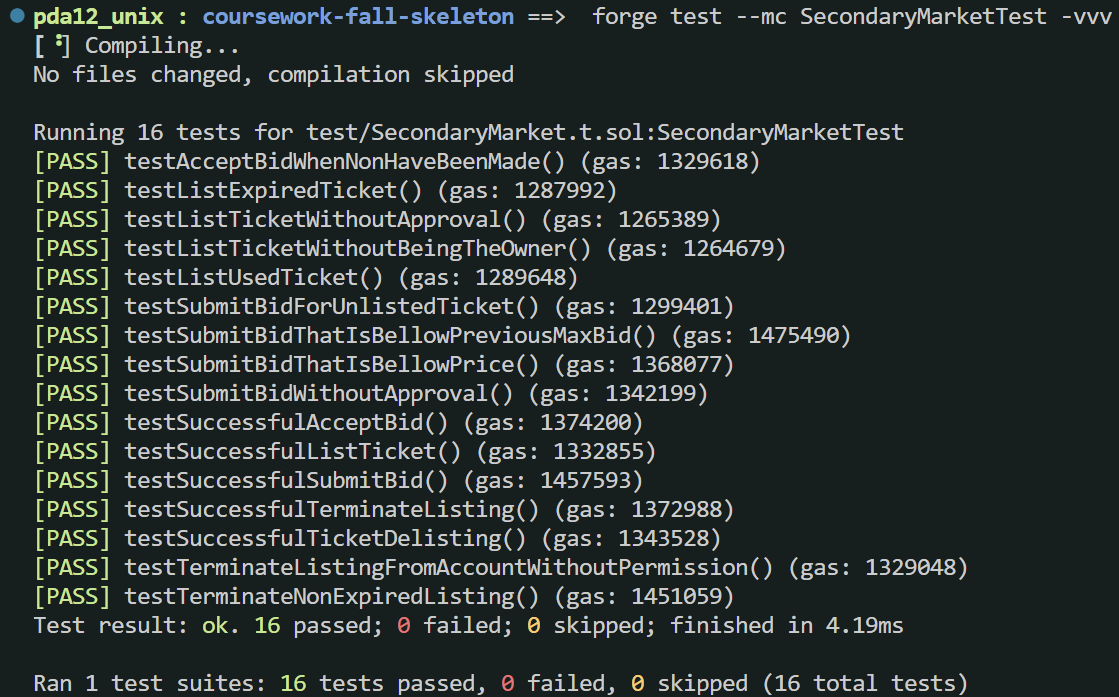 pda12_unix : coursework-fall-skeleton ==> forge test --mc SecondaryMarketTest -vvv
[⠃] Compiling...
No files changed, compilation skipped
Running 16 tests for test/SecondaryMarket.t.sol:SecondaryMarketTest
[PASS] testAcceptBidWhenNonHaveBeenMade() (gas: 1329618)
[PASS] testListExpiredTicket() (gas: 1287992)
[PASS] testListTicketWithoutApproval() (gas: 1265389)
[PASS] testListTicketWithoutBeingTheOwner() (gas: 1264679)
[PASS] testListUsedTicket() (gas: 1289648)
[PASS] testSubmitBidForUnlistedTicket() (gas: 1299401)
[PASS] testSubmitBidThatIsBellowPreviousMaxBid() (gas: 1475490)
[PASS] testSubmitBidThatIsBellowPrice() (gas: 1368077)
[PASS] testSubmitBidWithoutApproval() (gas: 1342199)
[PASS] testSuccessfulAcceptBid() (gas: 1374200)
[PASS] testSuccessfulListTicket() (gas: 1332855)
[PASS] testSuccessfulSubmitBid() (gas: 1457593)
[PASS] testSuccessfulTerminateListing() (gas: 1372988)
[PASS] testSuccessfulTicketDelisting() (gas: 1343528)
[PASS] testTerminateListingFromAccountWithoutPermission() (gas: 1329048)
[PASS] testTerminateNonExpiredListing() (gas: 1451059)
Test result: ok. 16 passed; 0 failed; 0 skipped; finished in 4.19ms
Ran 1 test suites: 16 tests passed, 0 failed, 0 skipped (16 total tests)